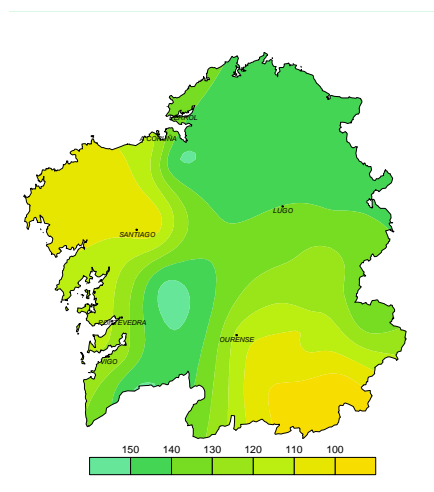 FERROL
A CORUÑA
LUGO
SANTIAGO
PONTEVEDRA
OURENSE
VIGO
150 140 130 120 110 100